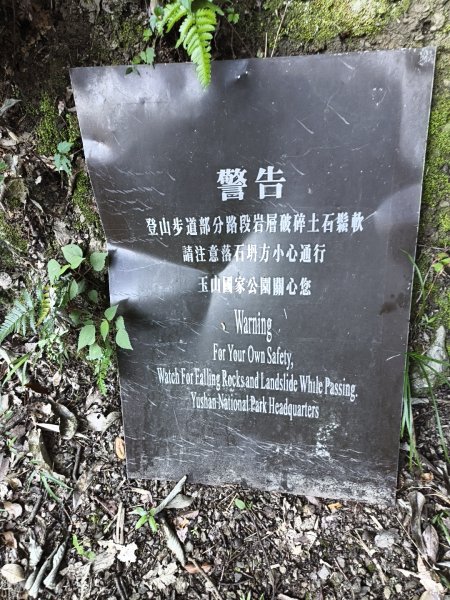 警告
登山步道部分路段岩層破碎土石鬆軟
請注意落石坍方小心通行
玉山國家公園關心您
Warning
For Your Own Safety,
Watch For Falling Rocks and Landslide While Passing.
Yushan National Park Headquarters